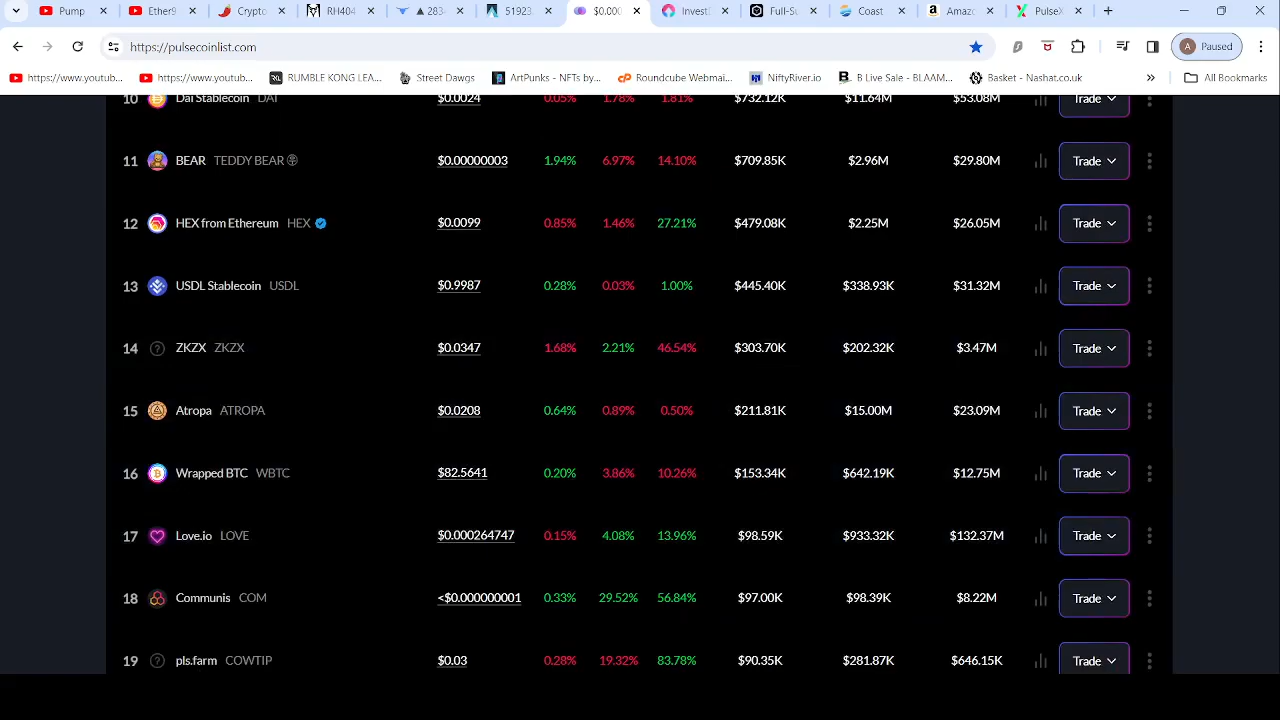 Pump
Ether9
Crypto
RH404
▲ 283
51923
$0.000
InvestI
Full-Su
Coast
Amazo
PulseX
https://pulsecoinlist.com
A Paused
https://www.youtub...
https://www.youtub...
RUMBLE KONG LEA...
Street Dawgs
ArtPunks - NFTs by...
Roundcube Webmai...
NiftyRiver.io
B Live Sale - BLAAM...
Basket - Nashat.co.uk
All Bookmarks
10 Dai Stablecoin DAI $0.0024 0.05% 1.78% 1.81% $732.12K $11.64M $53.08M Trade
11 BEAR TEDDY BEAR ㉾ $0.00000003 1.94% 6.97% 14.10% $709.85K $2.96M $29.80M Trade
12 HEX from Ethereum HEX $0.0099 0.85% 1.46% 27.21% $479.08K $2.25M $26.05M Trade
13 USDL Stablecoin USDL $0.9987 0.28% 0.03% 1.00% $445.40K $338.93K $31.32M Trade
14 ZKZX ZKZX $0.0347 1.68% 2.21% 46.54% $303.70K $202.32K $3.47M Trade
15 Atropa ATROPA $0.0208 0.64% 0.89% 0.50% $211.81K $15.00M $23.09M Trade
16 Wrapped BTC WBTC $82.5641 0.20% 3.86% 10.26% $153.34K $642.19K $12.75M Trade
17 Love.io LOVE $0.000264747 0.15% 4.08% 13.96% $98.59K $933.32K $132.37M Trade
18 Communis COM <$0.000000001 0.33% 29.52% 56.84% $97.00K $98.39K $8.22M Trade
19 pls.farm COWTIP $0.03 0.28% 19.32% 83.78% $90.35K $281.87K $646.15K Trade